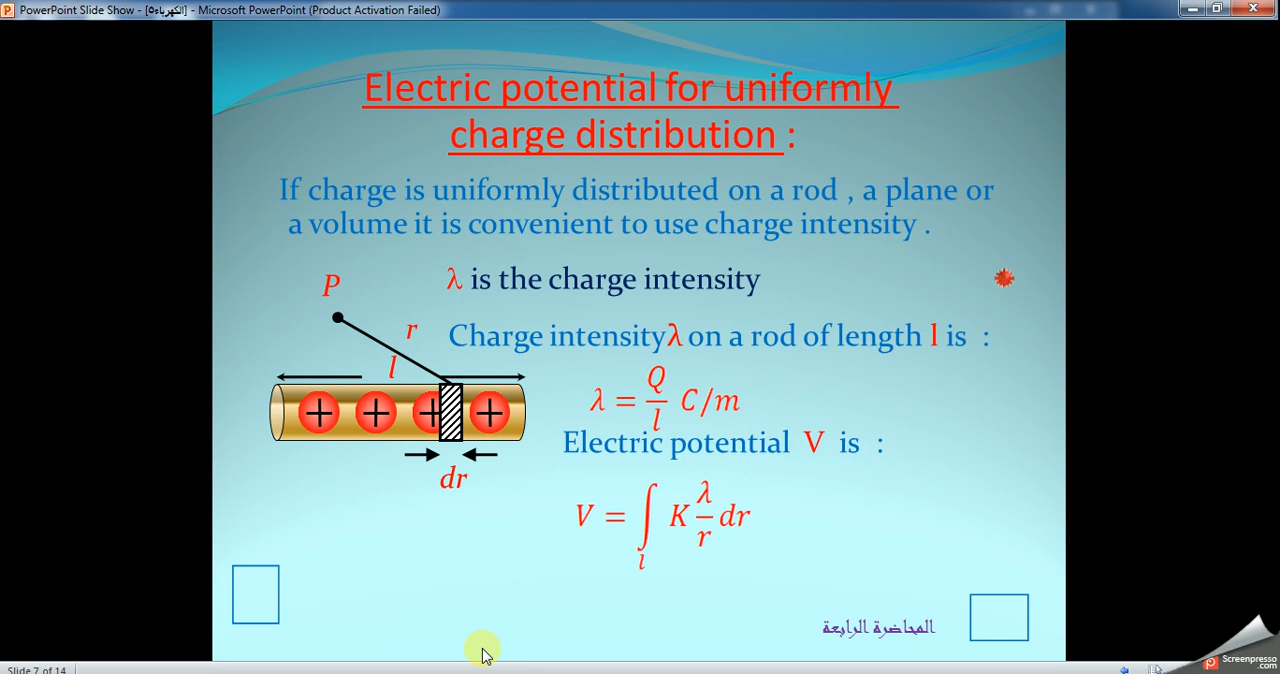 PowerPoint Slide Show - [الكهرباء٥] - Microsoft PowerPoint (Product Activation Failed)
Electric potential for uniformly
charge distribution :
If charge is uniformly distributed on a rod , a plane or
a volume it is convenient to use charge intensity .
P
λ is the charge intensity
r
Charge intensity λ on a rod of length l is :
l
λ = Q/l C/m
+ + + +
Electric potential V is :
dr
V = ∫l K λ/r dr
المحاضرة الرابعة
Slide 7 of 14
Screenpresso
.com